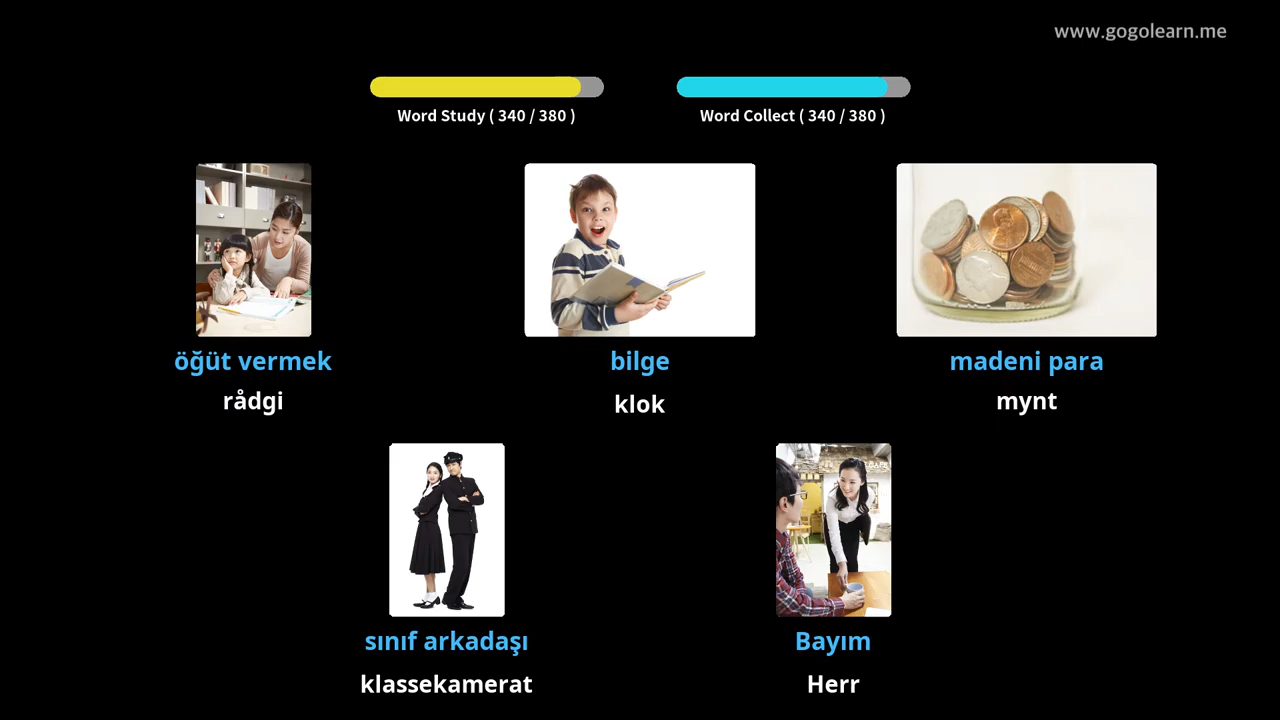 www.gogolearn.me
Word Study ( 340 / 380 )
Word Collect ( 340 / 380 )
öğüt vermek
rådgi
bilge
klok
madeni para
mynt
sınıf arkadaşı
klassekamerat
Bayım
Herr